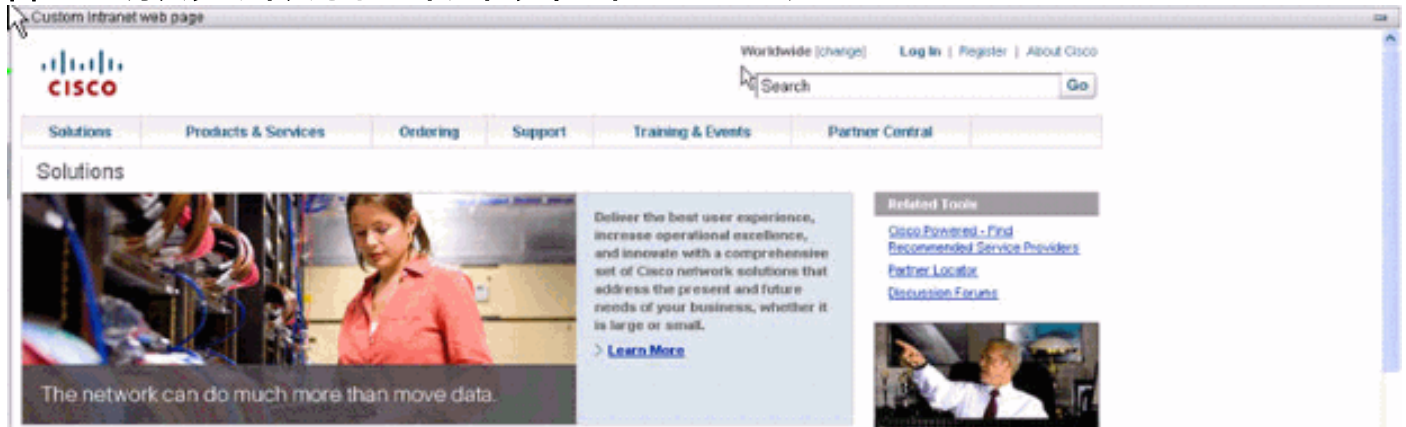 Custom Intranet web page
Worldwide [change] Log In | Register | About Cisco
CISCO
Search Go
Solutions Products & Services Ordering Support Training & Events Partner Central
Solutions
Deliver the best user experience,
increase operational excellence,
and innovate with a comprehensive
set of Cisco network solutions that
address the present and future
needs of your business, whether it
is large or small.
> Learn More
The network can do much more than move data.
Related Tools
Cisco Powered - Find
Recommended Service Providers
Partner Locator
Discussion Forums